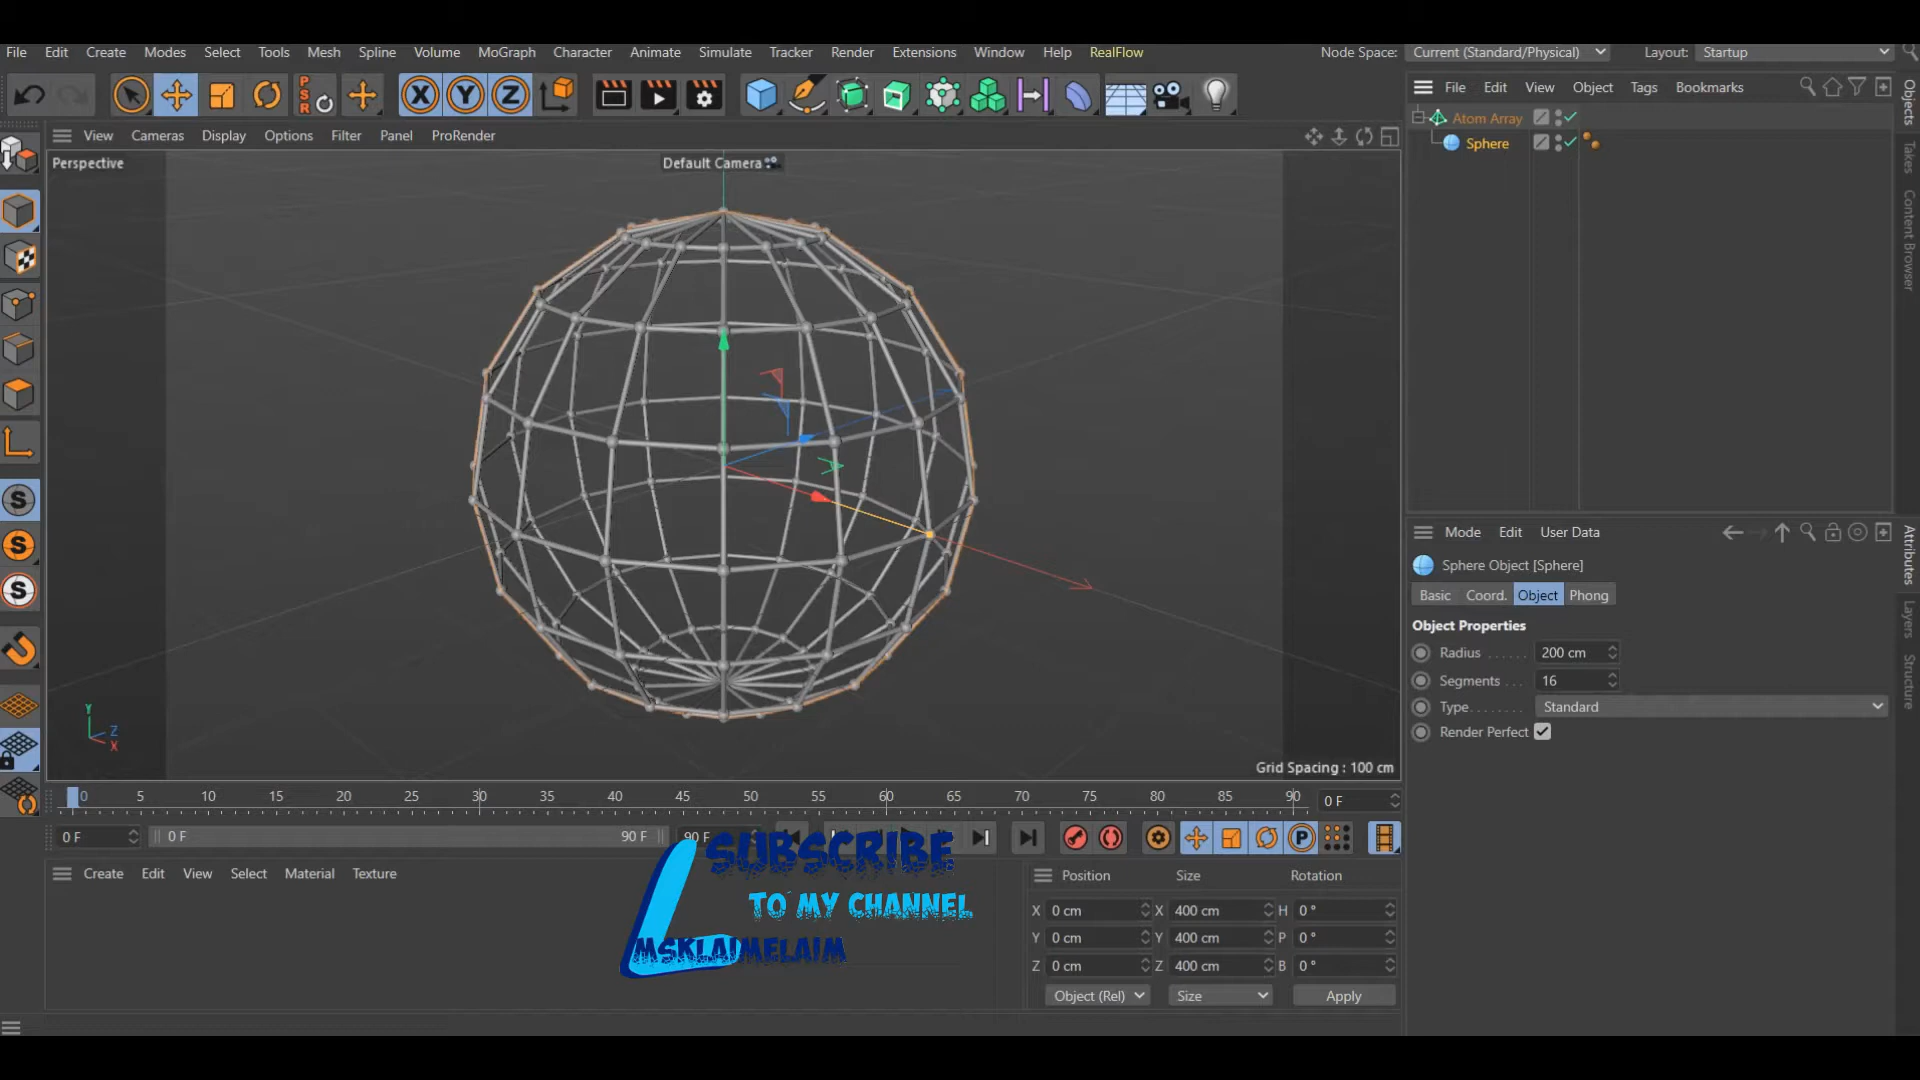 File Edit Create Modes Select Tools Mesh Spline Volume MoGraph Character Animate Simulate Tracker Render Extensions Window Help RealFlow Node Space: Current (Standard/Physical) Layout: Startup
PSR X Y Z
File Edit View Object Tags Bookmarks
View Cameras Display Options Filter Panel ProRender
Perspective
Default Camera
Atom Array
Sphere
Objects
Takes
Content Browser
Y
Z
X
Grid Spacing : 100 cm
Mode Edit User Data
Sphere Object [Sphere]
Basic Coord. Object Phong
Object Properties
Radius 200 cm
Segments 16
Type Standard
Render Perfect
Attributes
Layers
Structure
S
S
S
0 5 10 15 20 25 30 35 40 45 50 55 60 65 70 75 80 85 90 0 F
0 F 0 F 90 F 90 F P
SUBSCRIBE
TO MY CHANNEL
MSKLAIMELAIM
Create Edit View Select Material Texture
Position Size Rotation
X 0 cm X 400 cm H 0 °
Y 0 cm Y 400 cm P 0 °
Z 0 cm Z 400 cm B 0 °
Object (Rel) Size Apply